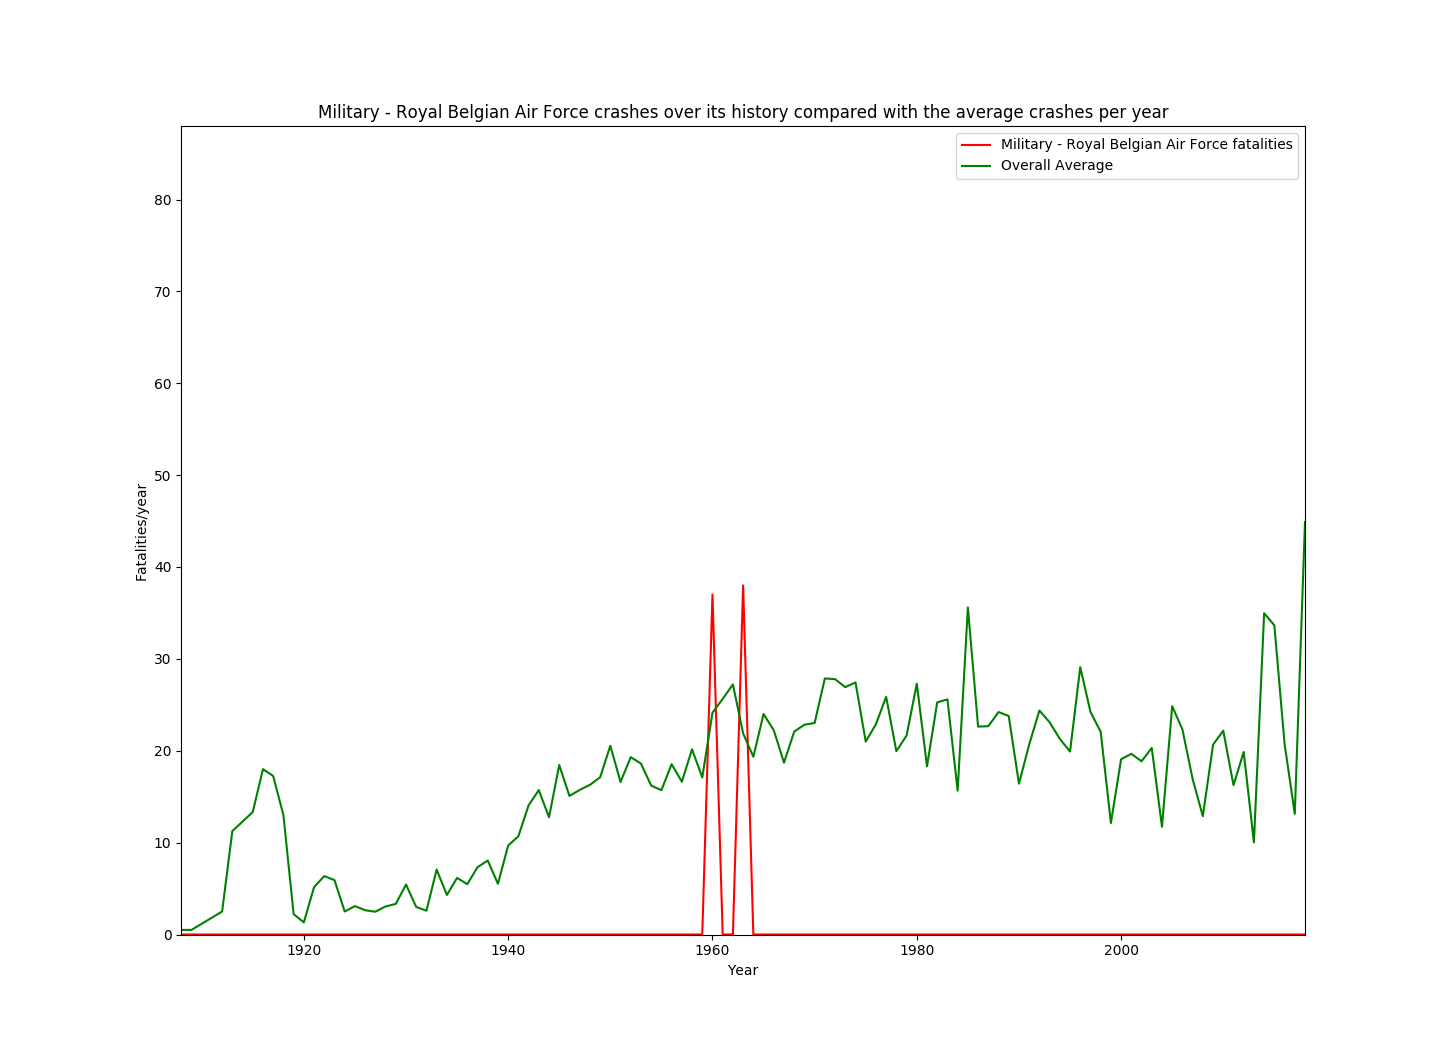 Military - Royal Belgian Air Force crashes over its history compared with the average crashes per year
Military - Royal Belgian Air Force fatalities
Overall Average
80
70
60
50
40
30
20
10
0
Fatalities/year
1920 1940 1960 1980 2000
Year